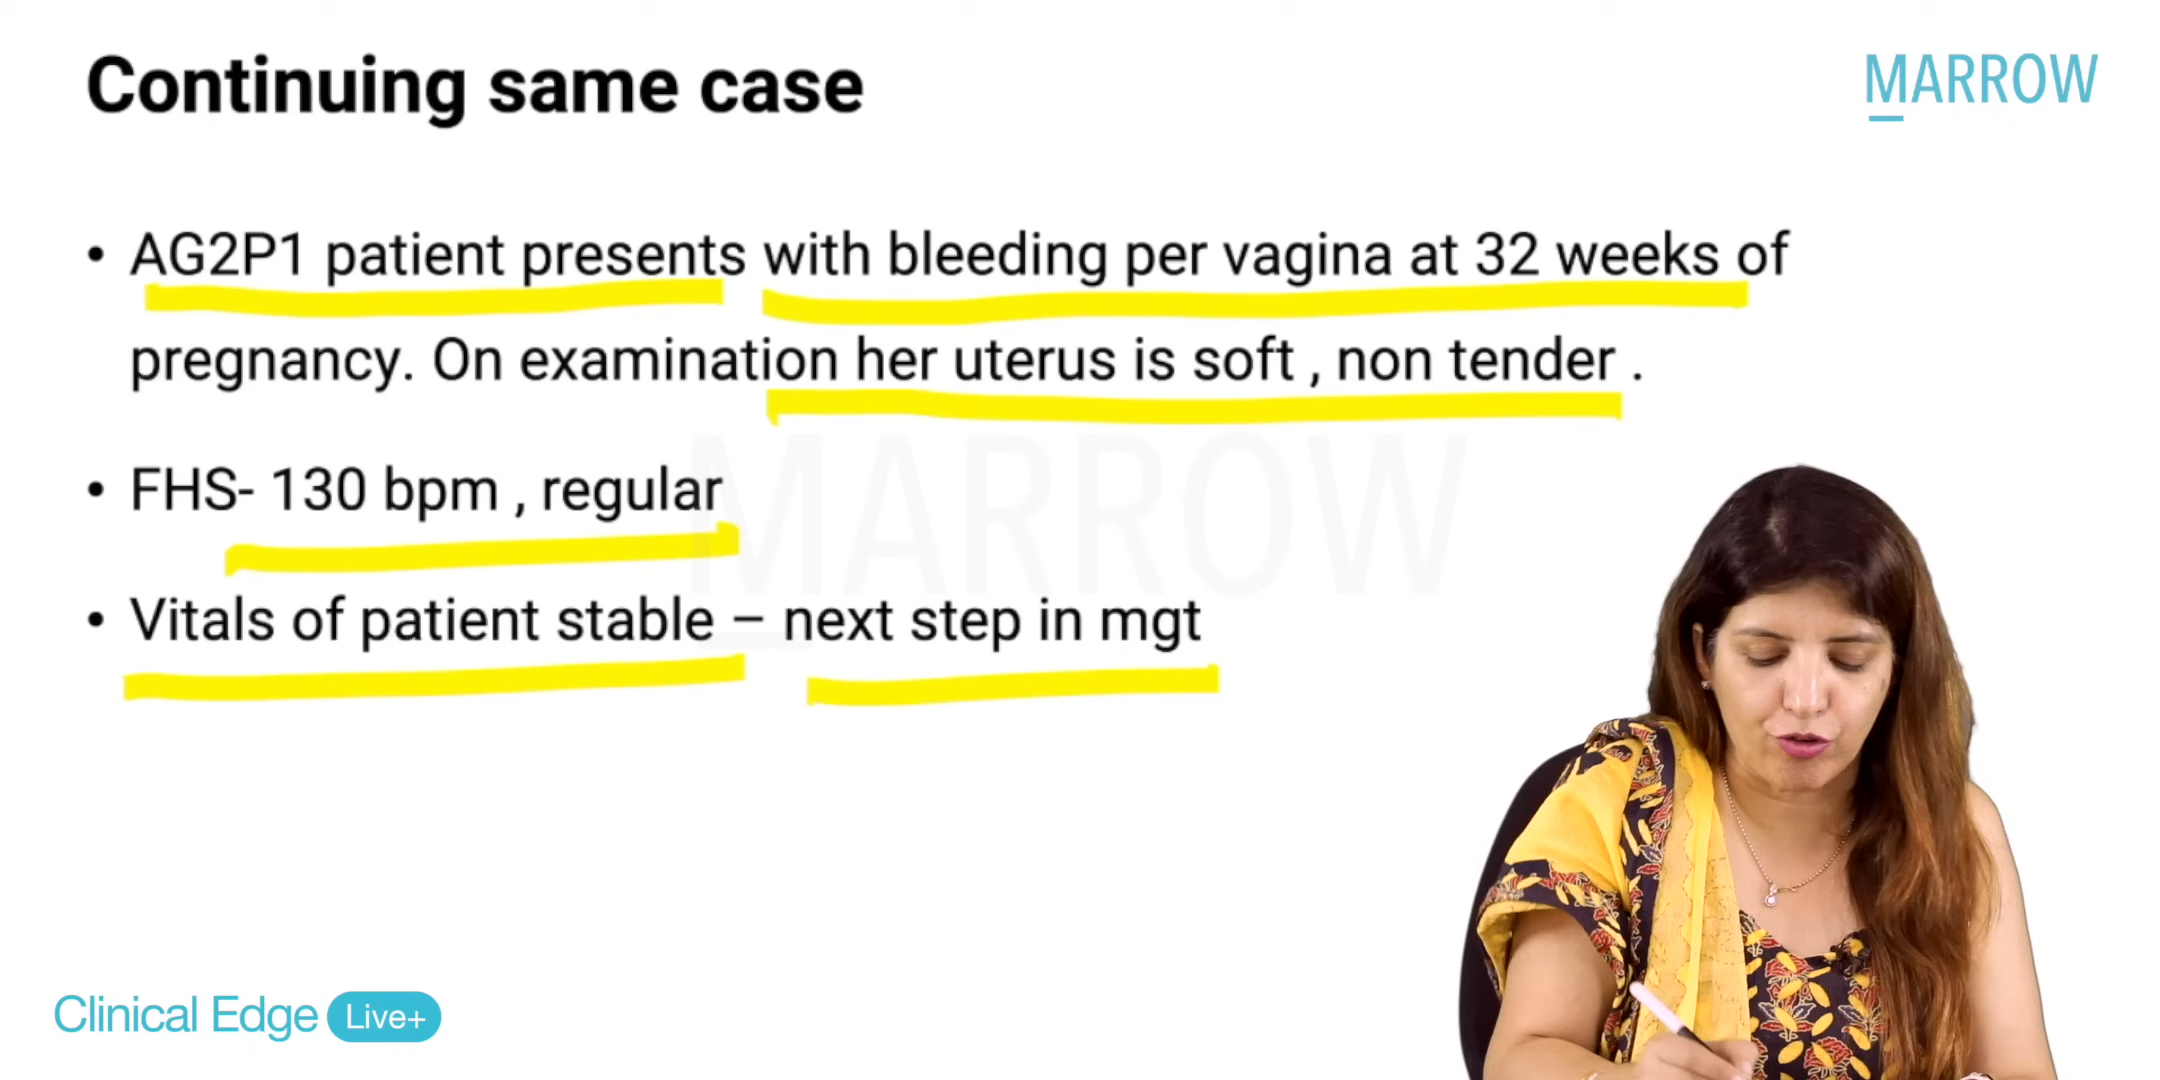 Continuing same case
MARROW
• AG2P1 patient presents with bleeding per vagina at 32 weeks of
pregnancy. On examination her uterus is soft , non tender .
• FHS- 130 bpm , regular
• Vitals of patient stable – next step in mgt
MARROW
Clinical Edge Live+